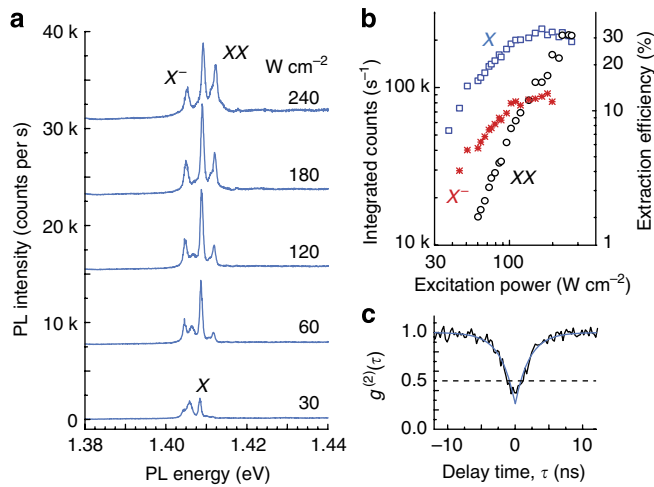 a
40 k
30 k
20 k
10 k
0
PL intensity (counts per s)
1.38
1.40
1.42
1.44
PL energy (eV)
X−
XX
W cm−2
240
180
120
60
X
30
b
100 k
10 k
Integrated counts (s−1)
X
X−
XX
30
20
10
1
Extraction efficiency (%)
30
100
Excitation power (W cm−2)
c
1.0
0.5
0.0
g(2)(τ)
−10
0
10
Delay time, τ (ns)